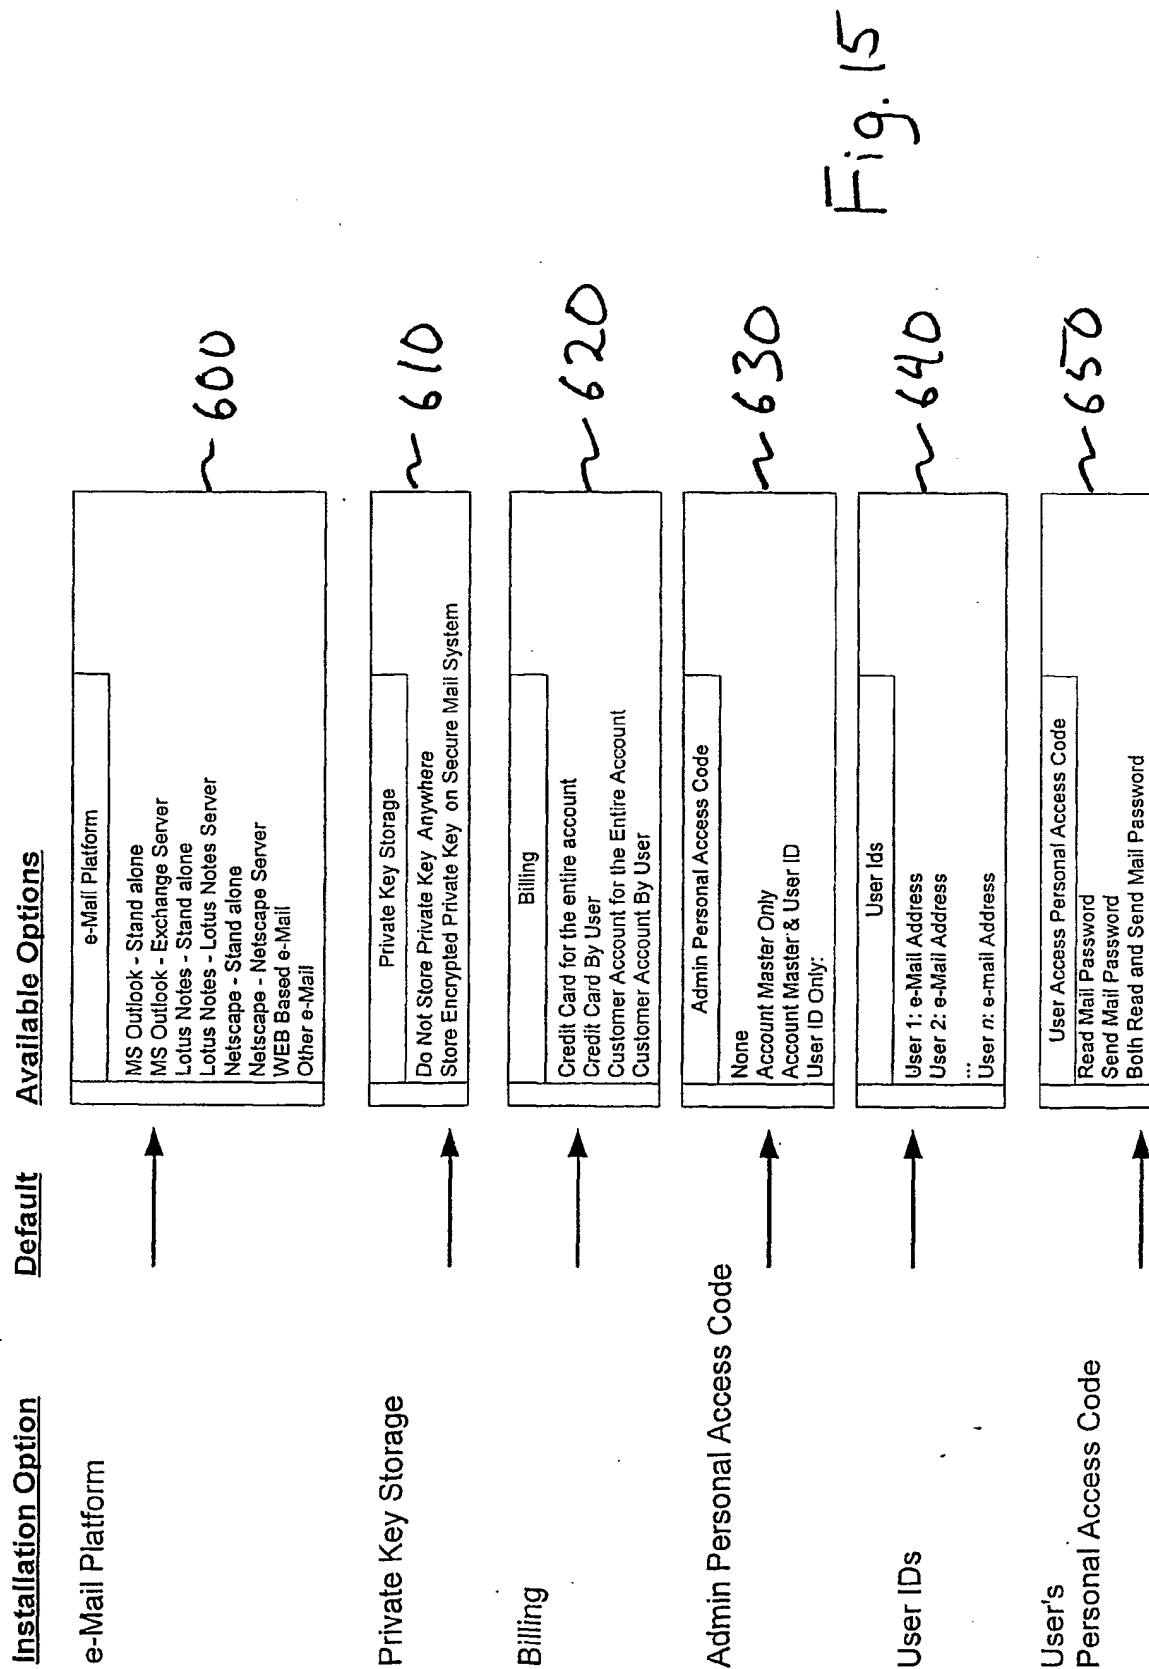 Installation Option
Default
Available Options
e-Mail Platform
e-Mail Platform
MS Outlook - Stand alone
MS Outlook - Exchange Server
Lotus Notes - Stand alone
Lotus Notes - Lotus Notes Server
Netscape - Stand alone
Netscape - Netscape Server
WEB Based e-Mail
Other e-Mail
~ 600
Private Key Storage
Private Key Storage
Do Not Store Private Key Anywhere
Store Encrypted Private Key on Secure Mail System
~ 610
Billing
Billing
Credit Card for the entire account
Credit Card By User
Customer Account for the Entire Account
Customer Account By User
~ 620
Admin Personal Access Code
Admin Personal Access Code
None
Account Master Only
Account Master & User ID
User ID Only:
~ 630
User IDs
User Ids
User 1: e-Mail Address
User 2: e-Mail Address
...
User n: e-mail Address
~ 640
User's
Personal Access Code
User Access Personal Access Code
Read Mail Password
Send Mail Password
Both Read and Send Mail Password
~ 650
Fig. 15